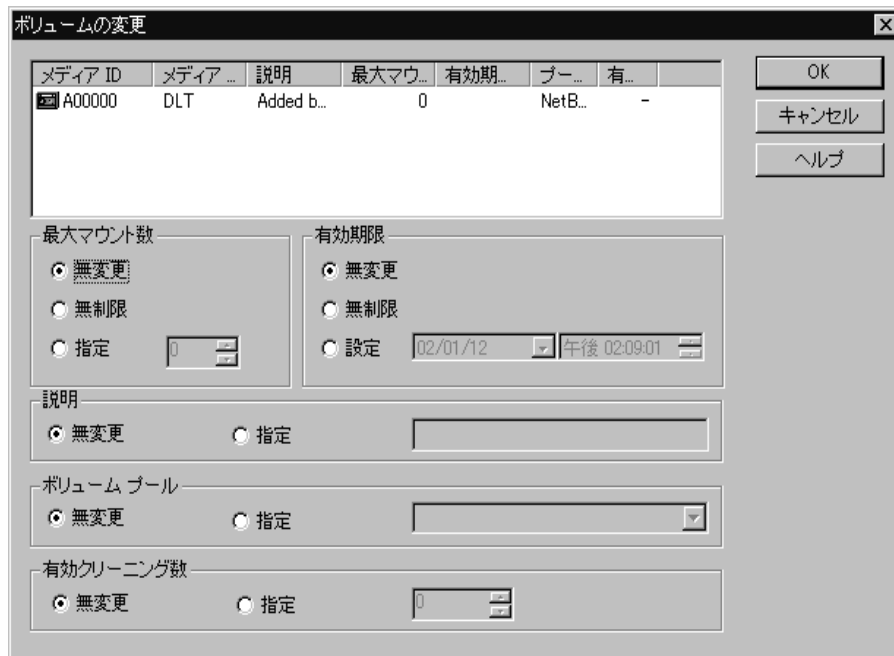 ボリュームの変更
メディア ID メディア ... 説明 最大マウ... 有効期... プー... 有...
A00000 DLT Added b... 0 NetB... -
OK
キャンセル
ヘルプ
最大マウント数
無変更
無制限
指定 0
有効期限
無変更
無制限
設定 02/01/12 午後 02:09:01
説明
無変更 指定
ボリューム プール
無変更 指定
有効クリーニング数
無変更 指定 0